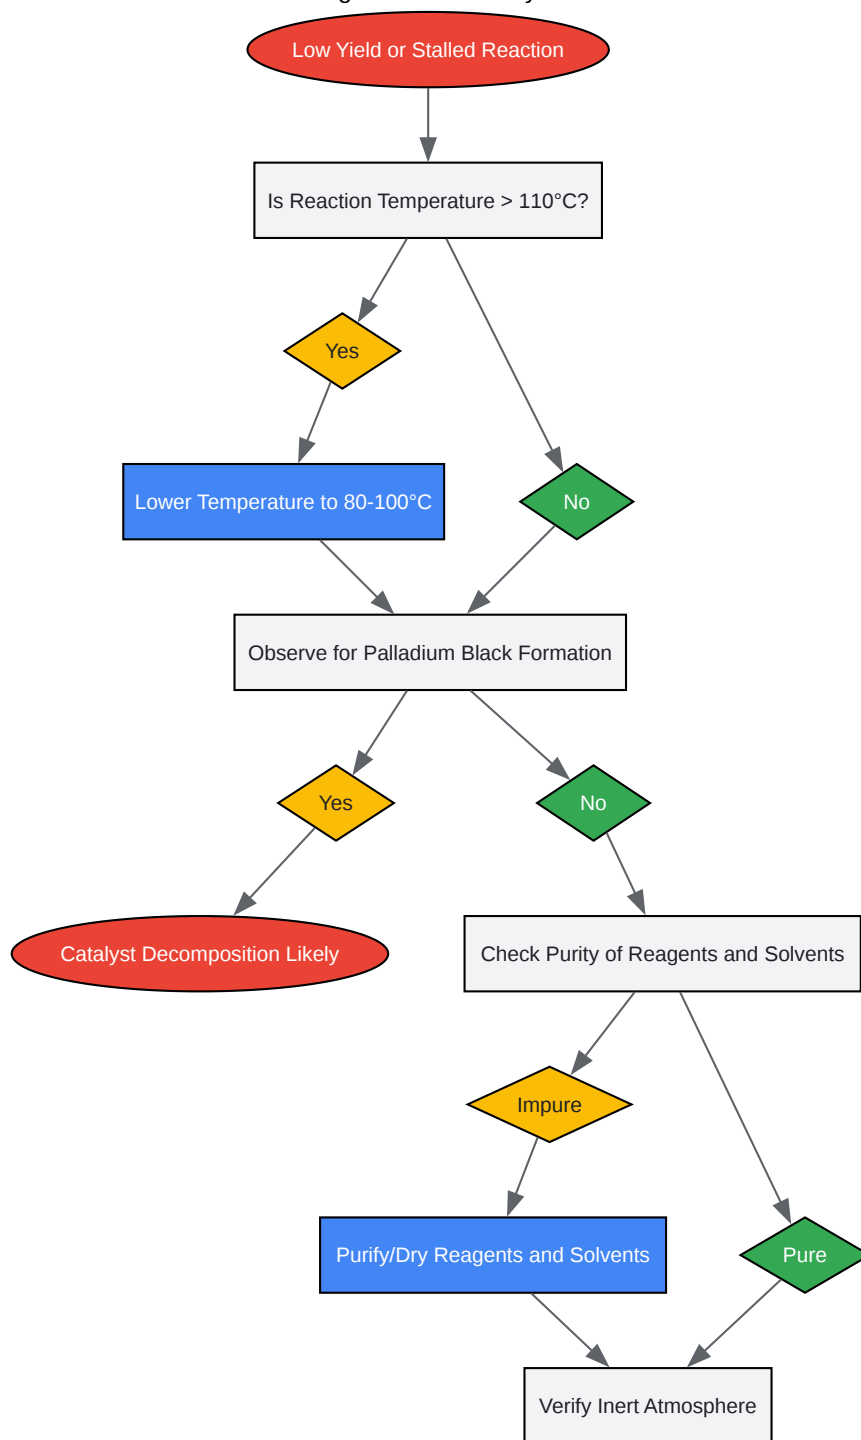 Low Yield or Stalled Reaction
Is Reaction Temperature > 110°C?
Yes
Lower Temperature to 80-100°C
No
Observe for Palladium Black Formation
Yes
No
Catalyst Decomposition Likely
Check Purity of Reagents and Solvents
Impure
Purify/Dry Reagents and Solvents
Pure
Verify Inert Atmosphere